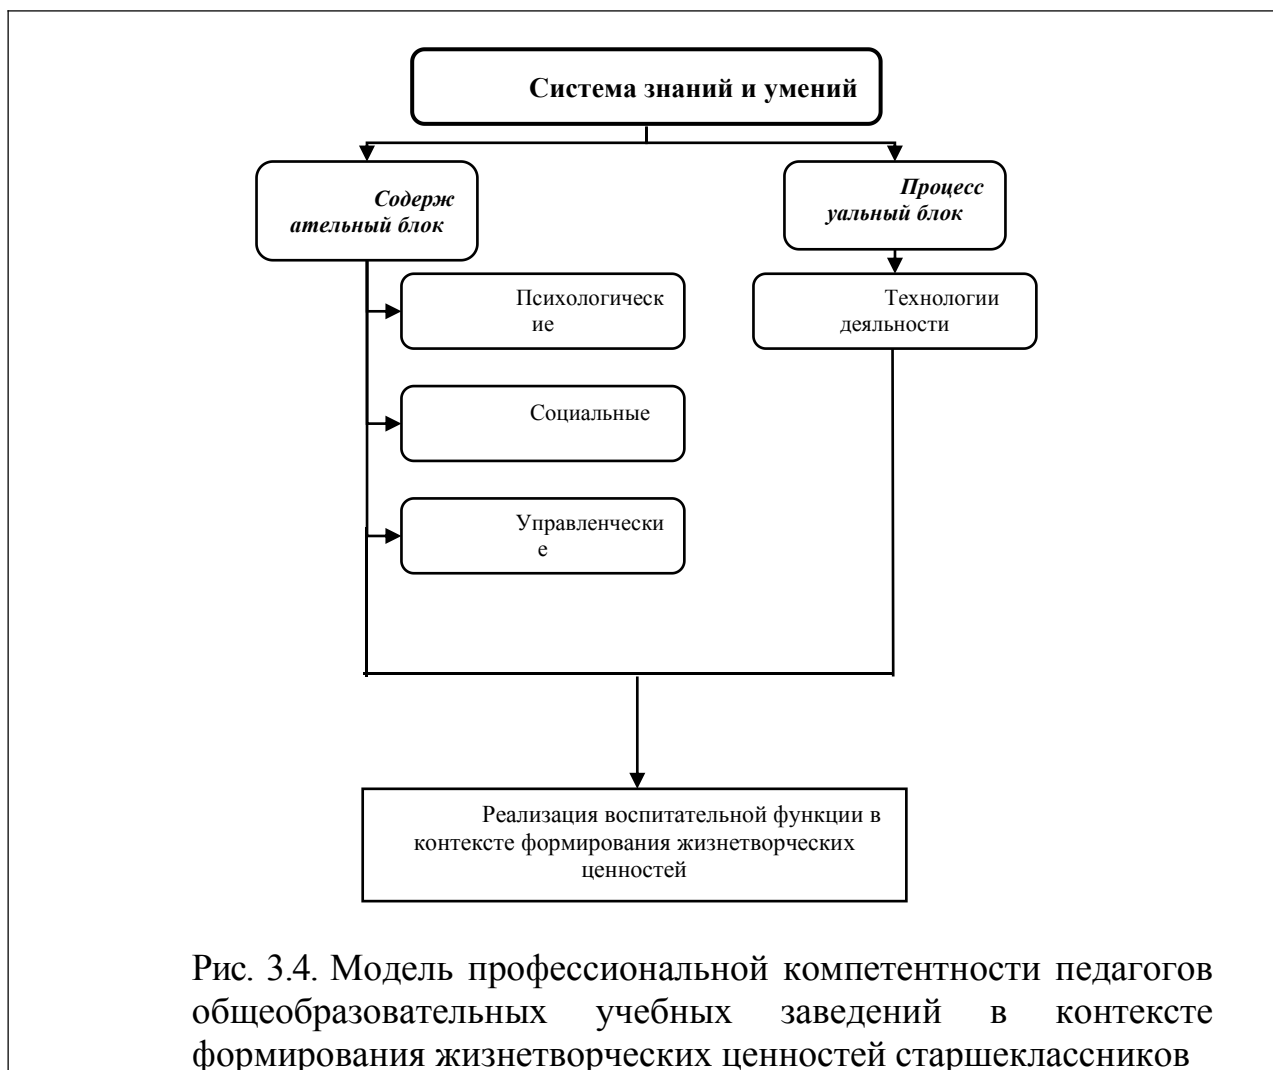 Система знаний и умений
Содерж
ательный блок
Процесс
уальный блок
Психологическ
ие
Технологии
деяльности
Социальные
Управленчески
е
Реализация воспитательной функции в
контексте формирования жизнетворческих
ценностей
Рис. 3.4. Модель профессиональной компетентности педагогов
общеобразовательных учебных заведений в контексте
формирования жизнетворческих ценностей старшеклассников